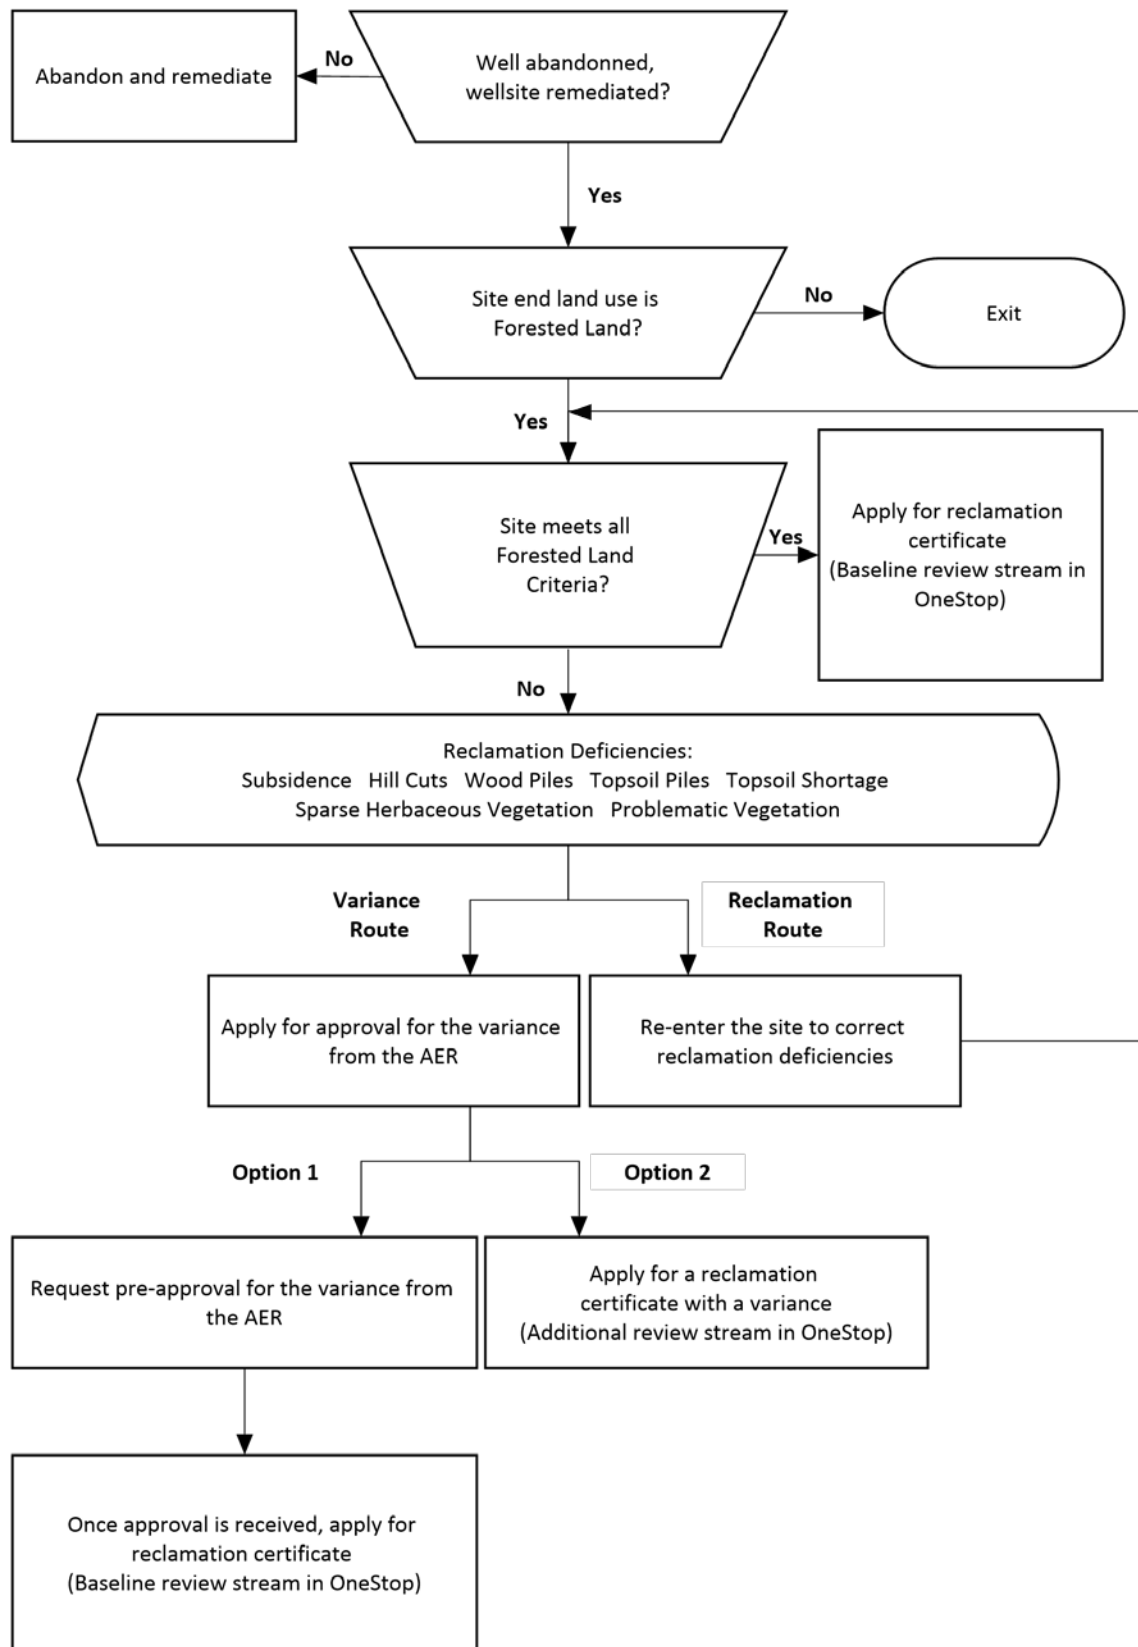 No
Abandon and remediate
Well abandonned,
wellsite remediated?
Yes
Site end land use is
Forested Land?
No
Exit
Yes
Site meets all
Forested Land
Criteria?
Yes
Apply for reclamation
certificate
(Baseline review stream in
OneStop)
No
Reclamation Deficiencies:
Subsidence Hill Cuts Wood Piles Topsoil Piles Topsoil Shortage
Sparse Herbaceous Vegetation Problematic Vegetation
Variance
Route
Reclamation
Route
Apply for approval for the variance
from the AER
Re-enter the site to correct
reclamation deficiencies
Option 1
Option 2
Request pre-approval for the variance from
the AER
Apply for a reclamation
certificate with a variance
(Additional review stream in OneStop)
Once approval is received, apply for
reclamation certificate
(Baseline review stream in OneStop)